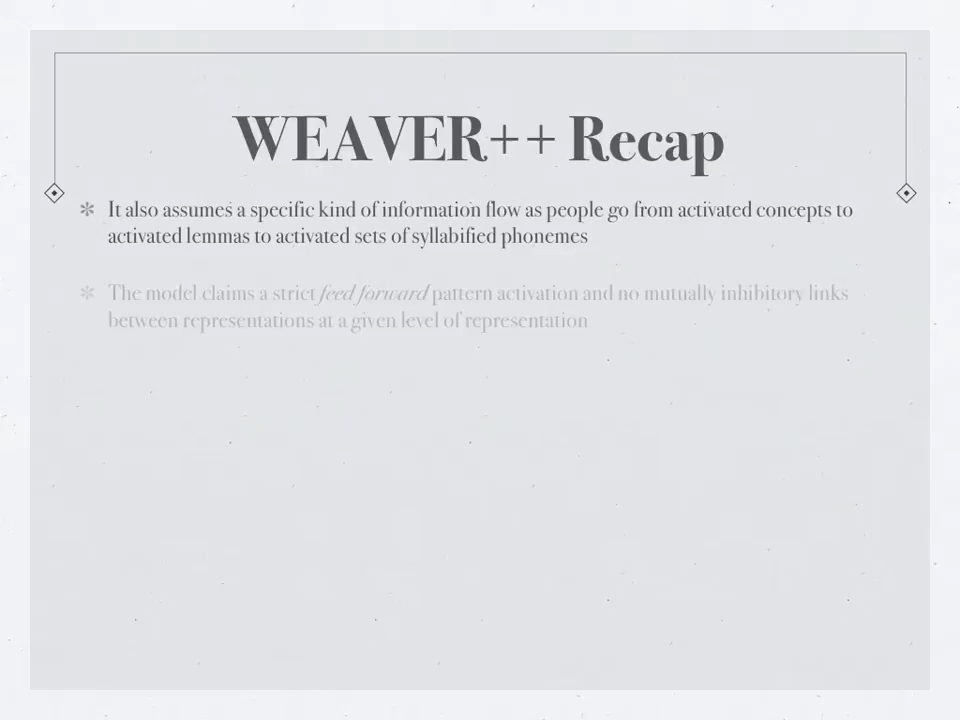 WEAVER++ Recap
It also assumes a specific kind of information flow as people go from activated concepts to
activated lemmas to activated sets of syllabified phonemes
The model claims a strict feed forward pattern activation and no mutually inhibitory links
between representations at a given level of representation